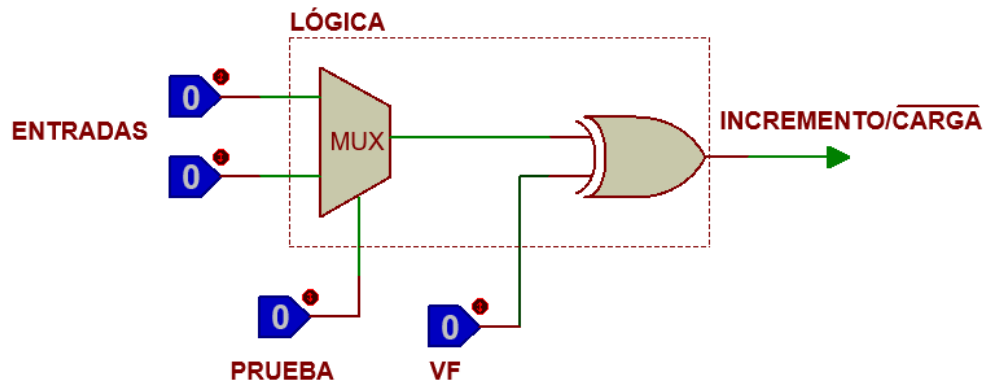 LÓGICA
0
ENTRADAS
MUX
INCREMENTO/CARGA
0
0
0
PRUEBA
VF